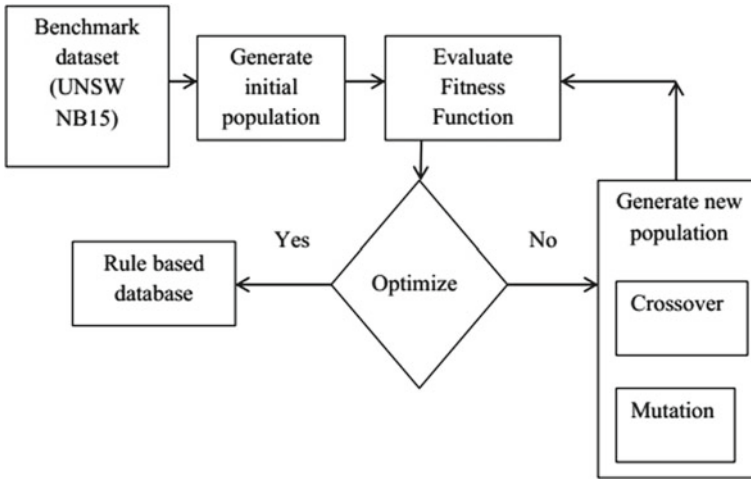 Benchmark
dataset
(UNSW
NB15)
Generate
initial
population
Evaluate
Fitness
Function
Generate new
population
Yes
No
Rule based
database
Optimize
Crossover
Mutation